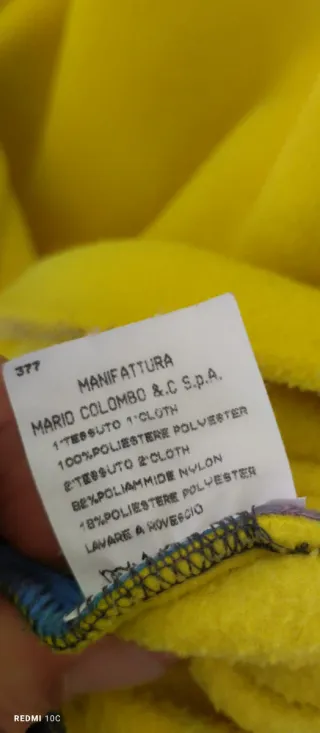 377
MANIFATTURA
MARIO COLOMBO &.C S.p.A.
1°TESSUTO 1°CLOTH
100%POLIESTERE POLYESTER
2°TESSUTO 2°CLOTH
82%POLIAMMIDE NYLON
18%POLIESTERE POLYESTER
LAVARE A ROVESCIO
REDMI 10C